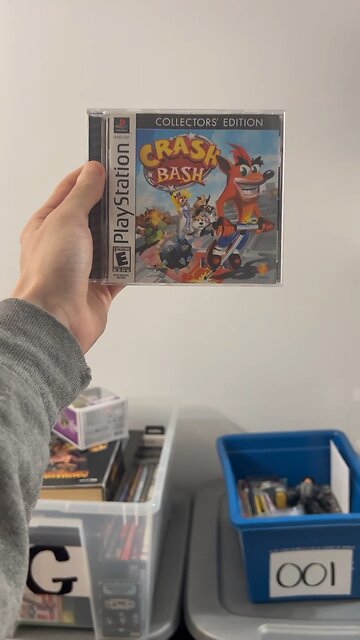 COLLECTORS' EDITION
PlayStation
CRASH
BASH
E
G
001